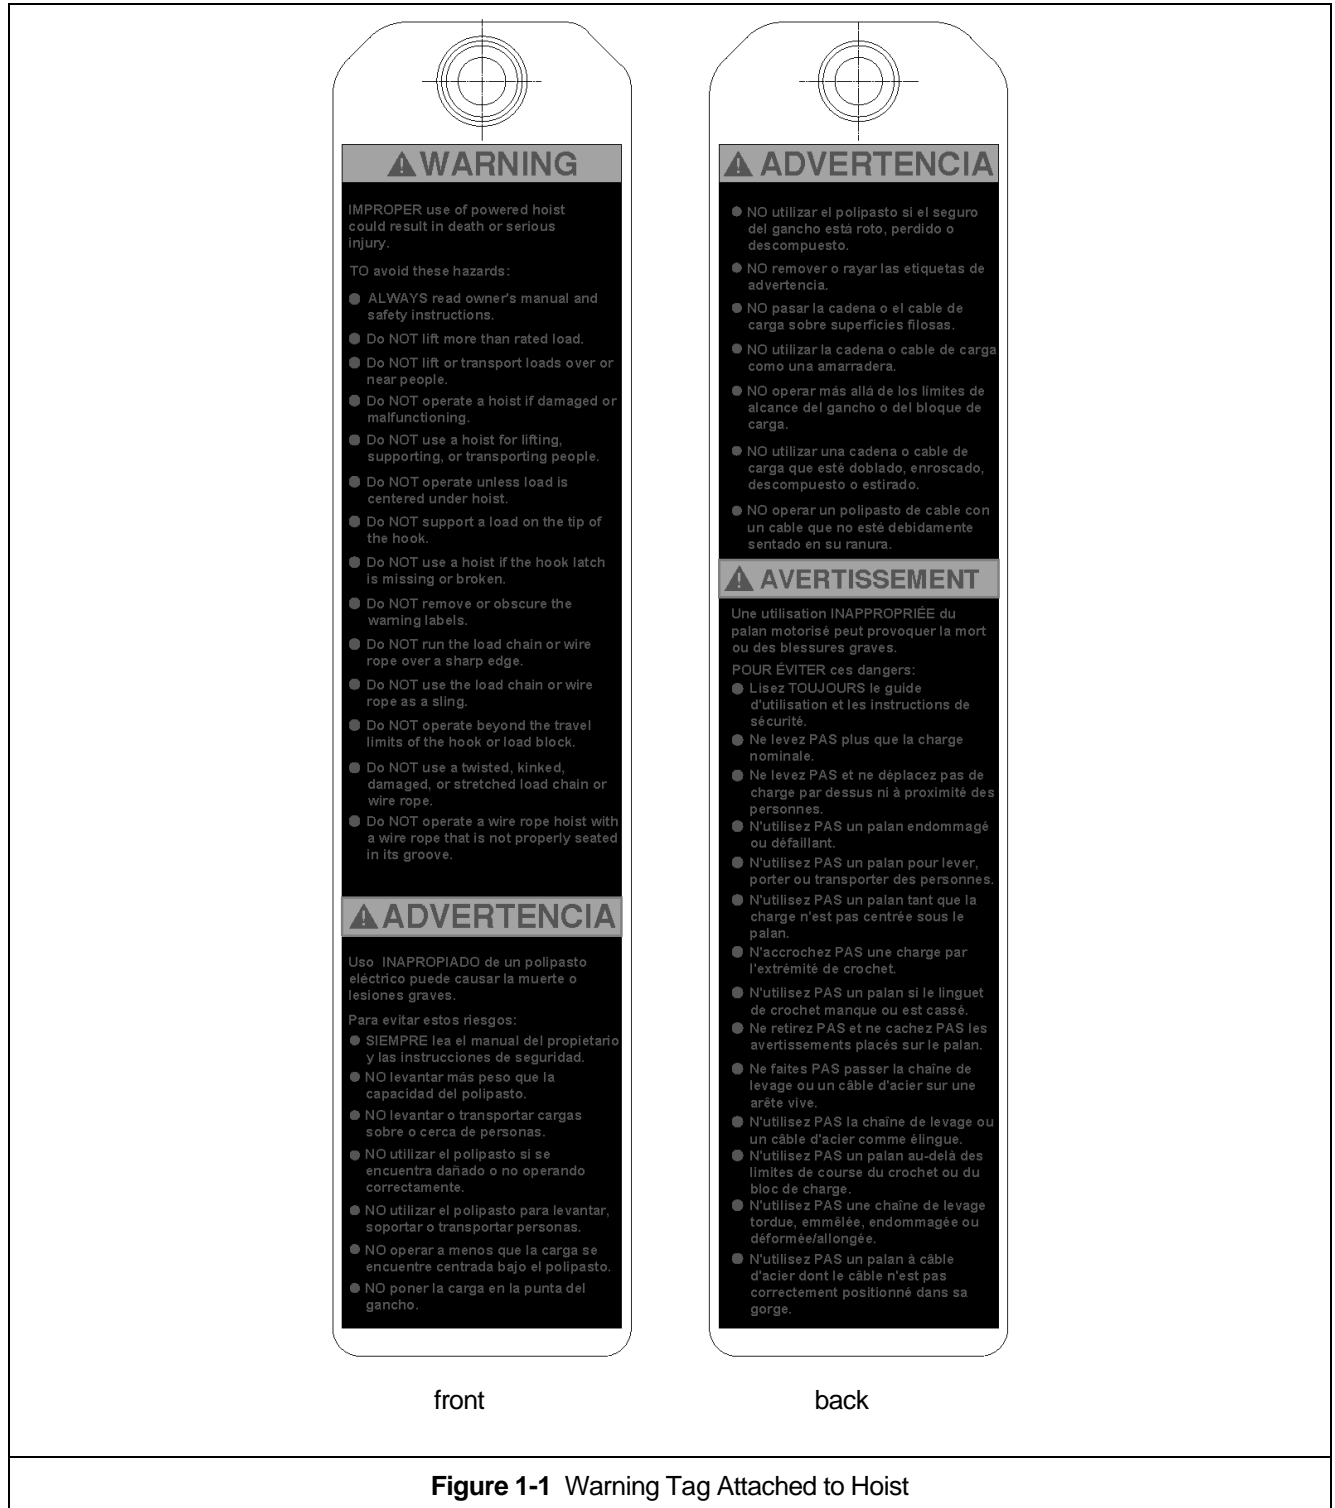 WARNING
IMPROPER use of powered hoist
could result in death or serious
injury.
TO avoid these hazards:
ALWAYS read owner's manual and
safety instructions.
Do NOT lift more than rated load.
Do NOT lift or transport loads over or
near people.
Do NOT operate a hoist if damaged or
malfunctioning.
Do NOT use a hoist for lifting,
supporting, or transporting people.
Do NOT operate unless load is
centered under hoist.
Do NOT support a load on the tip of
the hook.
Do NOT use a hoist if the hook latch
is missing or broken.
Do NOT remove or obscure the
warning labels.
Do NOT run the load chain or wire
rope over a sharp edge.
Do NOT use the load chain or wire
rope as a sling.
Do NOT operate beyond the travel
limits of the hook or load block.
Do NOT use a twisted, kinked,
damaged, or stretched load chain or
wire rope.
Do NOT operate a wire rope hoist with
a wire rope that is not properly seated
in its groove.
ADVERTENCIA
Uso INAPROPIADO de un polipasto
eléctrico puede causar la muerte o
lesiones graves.
Para evitar estos riesgos:
SIEMPRE lea el manual del propietario
y las instrucciones de seguridad.
NO levantar más peso que la
capacidad del polipasto.
NO levantar o transportar cargas
sobre o cerca de personas.
NO utilizar el polipasto si se
encuentra dañado o no operando
correctamente.
NO utilizar el polipasto para levantar,
soportar o transportar personas.
NO operar a menos que la carga se
encuentre centrada bajo el polipasto.
NO poner la carga en la punta del
gancho.
front
ADVERTENCIA
NO utilizar el polipasto si el seguro
del gancho está roto, perdido o
descompuesto.
NO remover o rayar las etiquetas de
advertencia.
NO pasar la cadena o el cable de
carga sobre superficies filosas.
NO utilizar la cadena o cable de carga
como una amarradera.
NO operar más allá de los límites de
alcance del gancho o del bloque de
carga.
NO utilizar una cadena o cable de
carga que esté doblado, enroscado,
descompuesto o estirado.
NO operar un polipasto de cable con
un cable que no esté debidamente
sentado en su ranura.
AVERTISSEMENT
Une utilisation INAPPROPRIÉE du
palan motorisé peut provoquer la mort
ou des blessures graves.
POUR ÉVITER ces dangers:
Lisez TOUJOURS le guide
d'utilisation et les instructions de
sécurité.
Ne levez PAS plus que la charge
nominale.
Ne levez PAS et ne déplacez pas de
charge par dessus ni à proximité des
personnes.
N'utilisez PAS un palan endommagé
ou défaillant.
N'utilisez PAS un palan pour lever,
porter ou transporter des personnes.
N'utilisez PAS un palan tant que la
charge n'est pas centrée sous le
palan.
N'accrochez PAS une charge par
l'extrémité de crochet.
N'utilisez PAS un palan si le linguet
de crochet manque ou est cassé.
Ne retirez PAS et ne cachez PAS les
avertissements placés sur le palan.
Ne faites PAS passer la chaîne de
levage ou un câble d'acier sur une
arête vive.
N'utilisez PAS la chaîne de levage ou
un câble d'acier comme élingue.
N'utilisez PAS un palan au-delà des
limites de course du crochet ou du
bloc de charge.
N'utilisez PAS une chaîne de levage
tordue, emmêlée, endommagée ou
déformée/allongée.
N'utilisez PAS un palan à câble
d'acier dont le câble n'est pas
correctement positionné dans sa
gorge.
back
Figure 1-1 Warning Tag Attached to Hoist